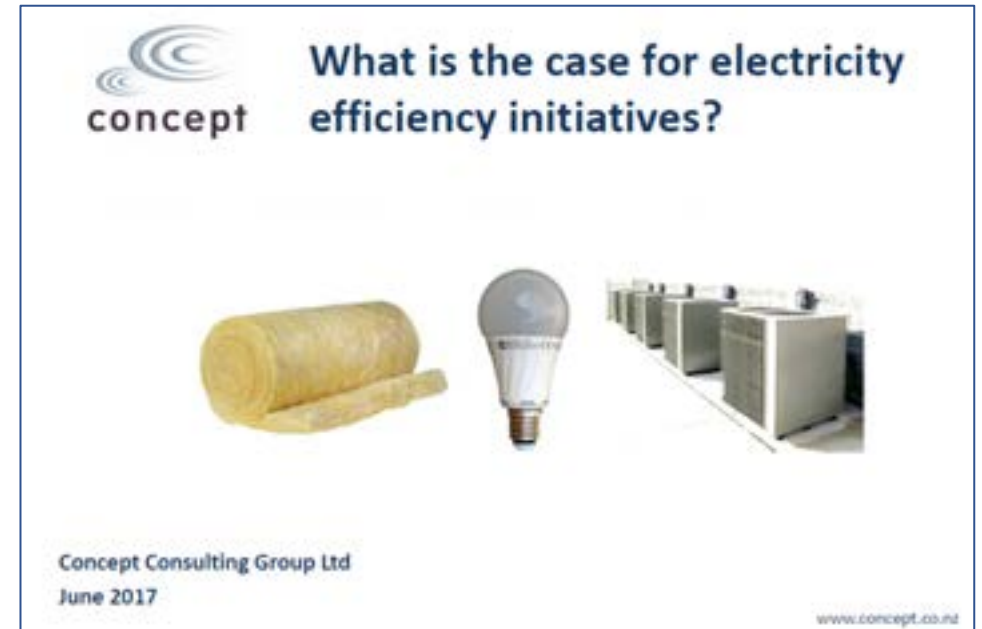 concept
What is the case for electricity
efficiency initiatives?
Concept Consulting Group Ltd
June 2017
www.concept.co.nz